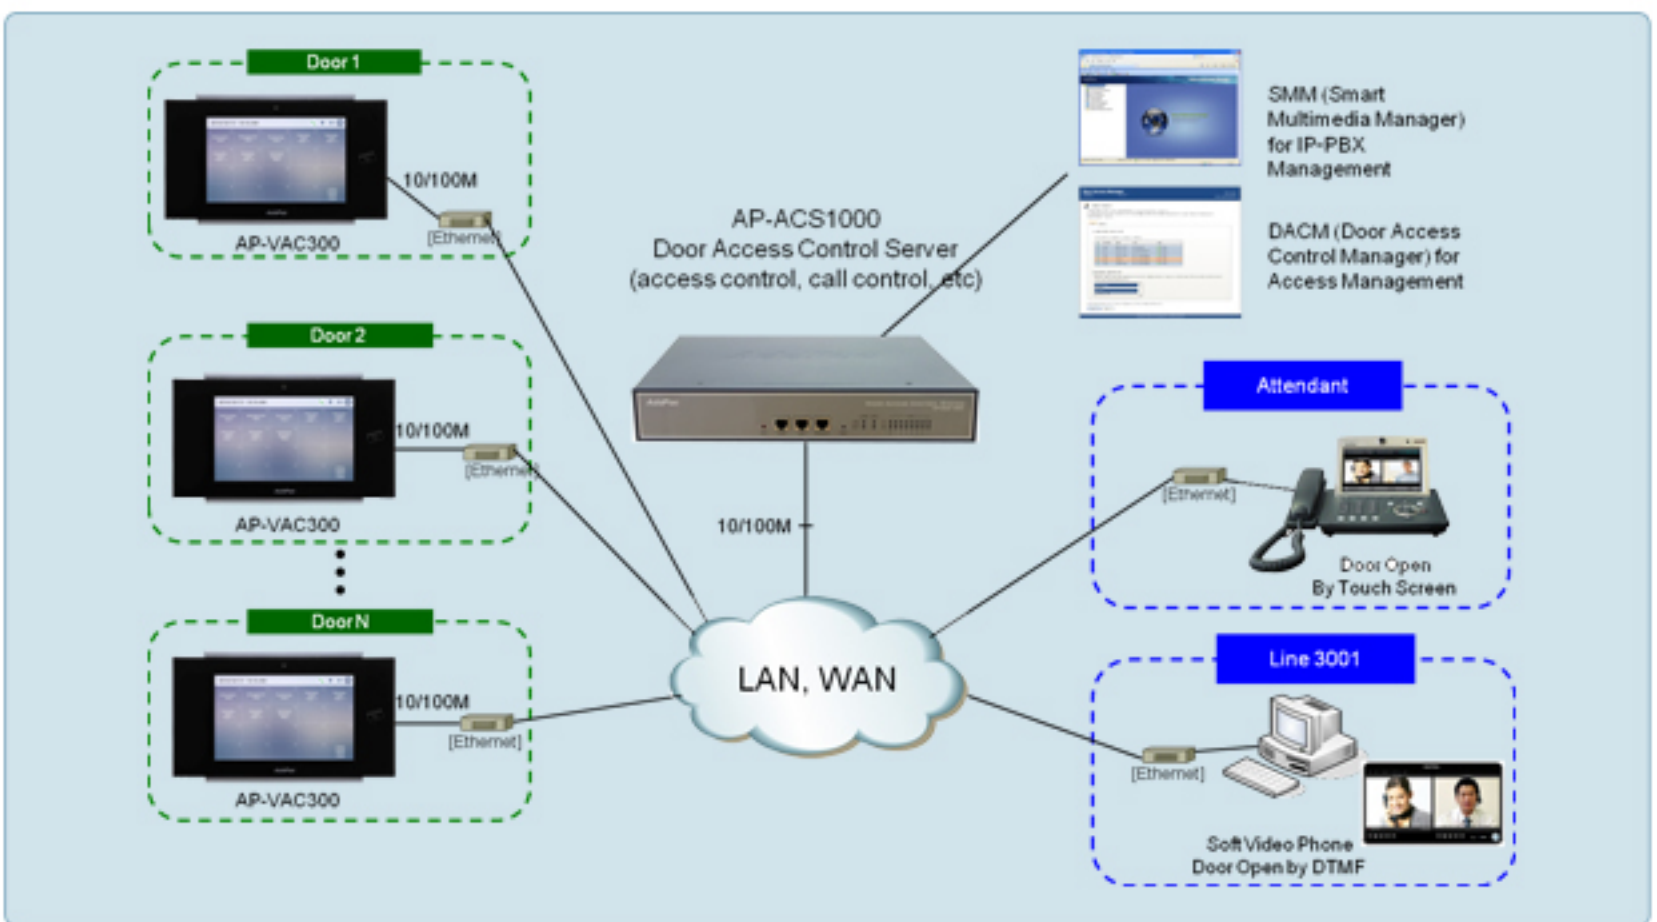 Door 1
10/100M
[Ethernet]
AP-VAC300
Door 2
10/100M
[Ethernet]
AP-VAC300
Door N
10/100M
[Ethernet]
AP-VAC300
AP-ACS1000
Door Access Control Server
(access control, call control, etc)
10/100M
LAN, WAN
SMM (Smart
Multimedia Manager)
for IP-PBX
Management
DACM (Door Access
Control Manager) for
Access Management
Attendant
[Ethernet]
Door Open
By Touch Screen
Line 3001
[Ethernet]
Soft Video Phone
Door Open by DTMF